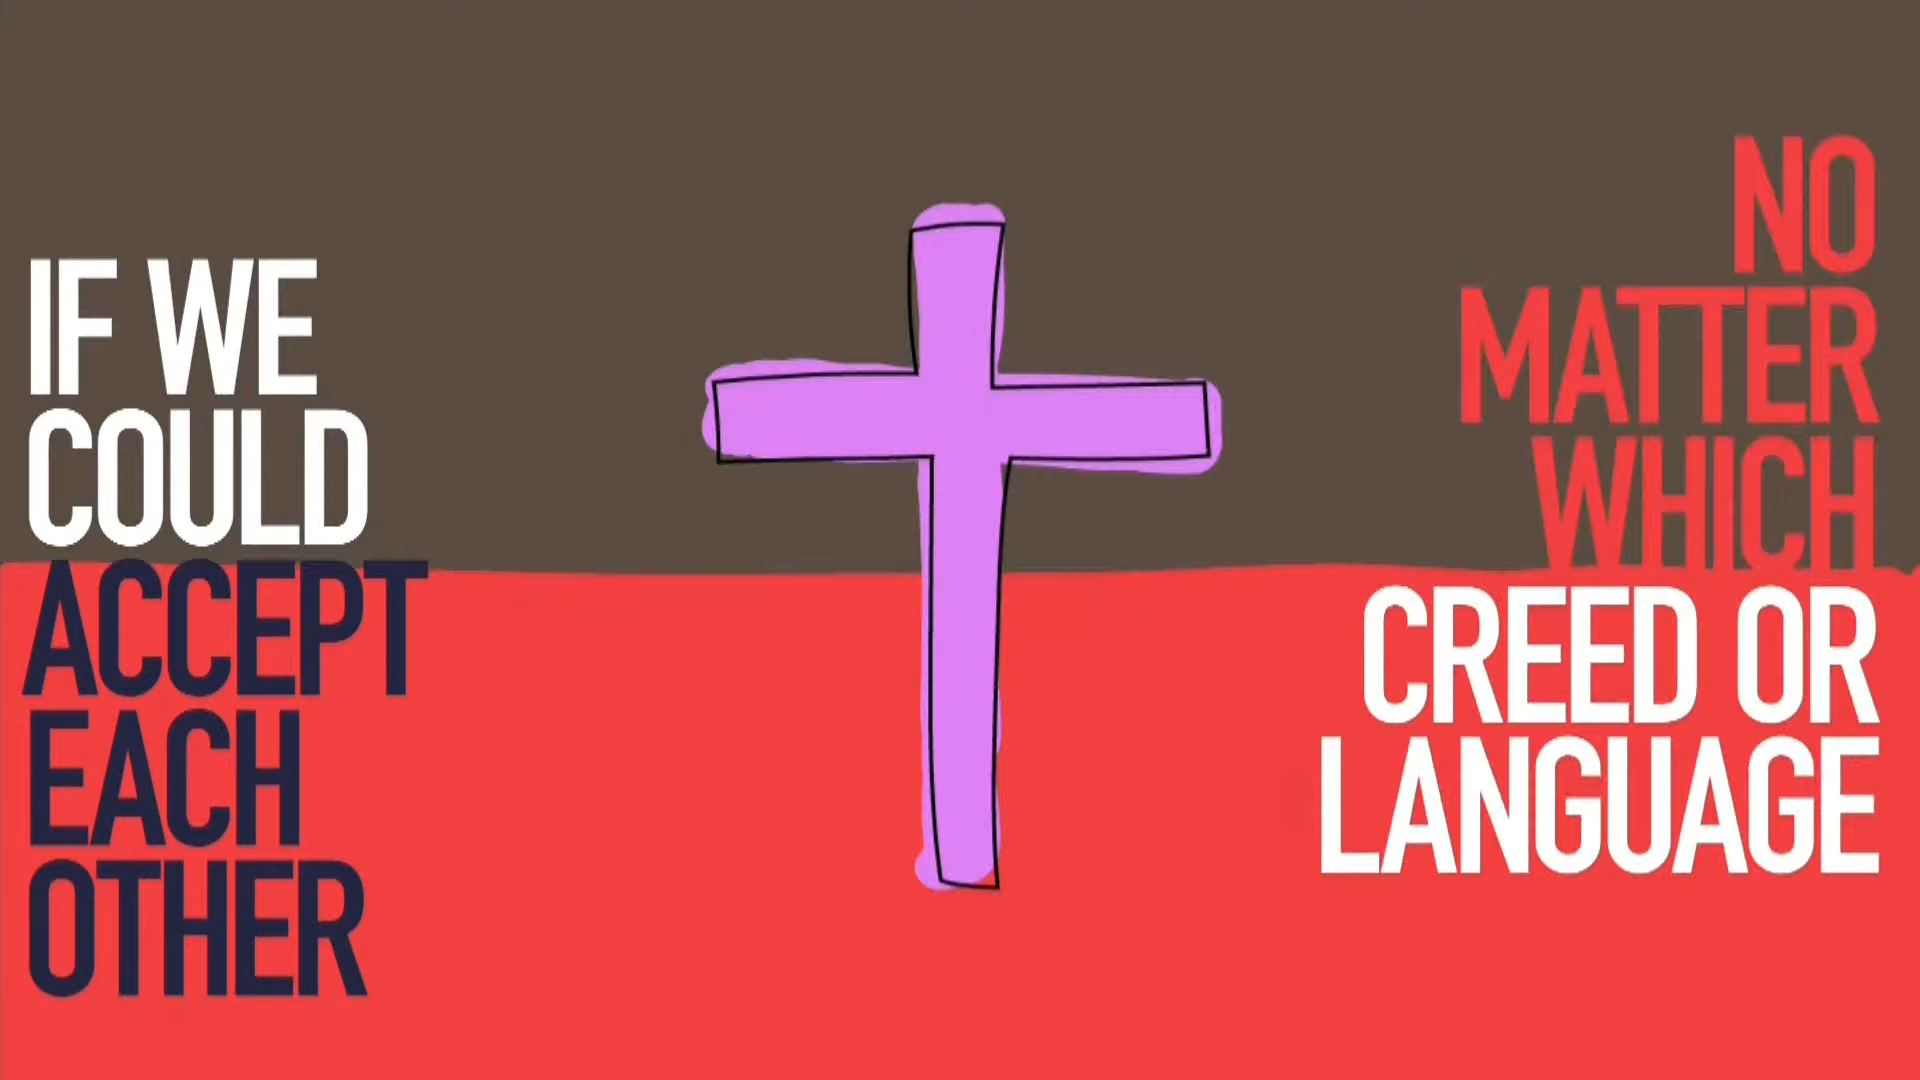 IF WE
COULD
ACCEPT
EACH
OTHER
NO
MATTER
WHICH
CREED OR
LANGUAGE